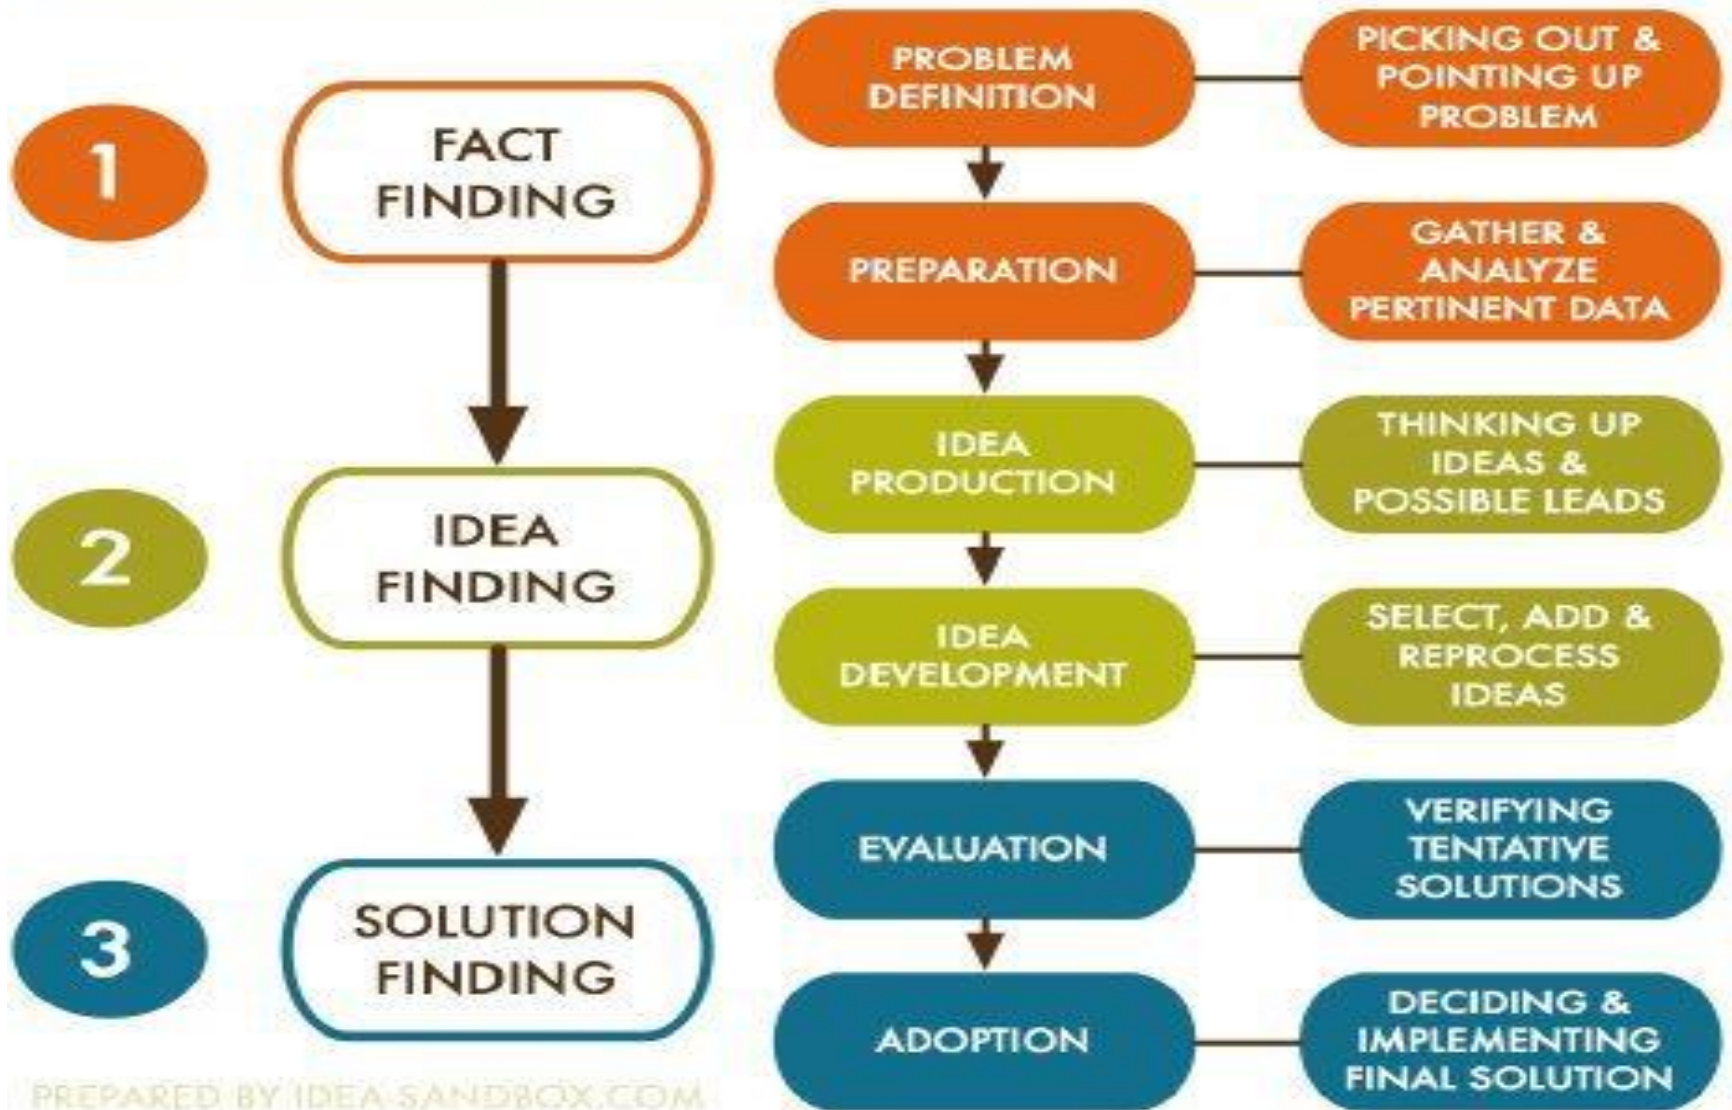 1
FACT
FINDING
2
IDEA
FINDING
3
SOLUTION
FINDING
PREPARED BY IDEA-SANDBOX.COM
PROBLEM
DEFINITION
PICKING OUT &
POINTING UP
PROBLEM
PREPARATION
GATHER &
ANALYZE
PERTINENT DATA
IDEA
PRODUCTION
THINKING UP
IDEAS &
POSSIBLE LEADS
IDEA
DEVELOPMENT
SELECT, ADD &
REPROCESS
IDEAS
EVALUATION
VERIFYING
TENTATIVE
SOLUTIONS
ADOPTION
DECIDING &
IMPLEMENTING
FINAL SOLUTION